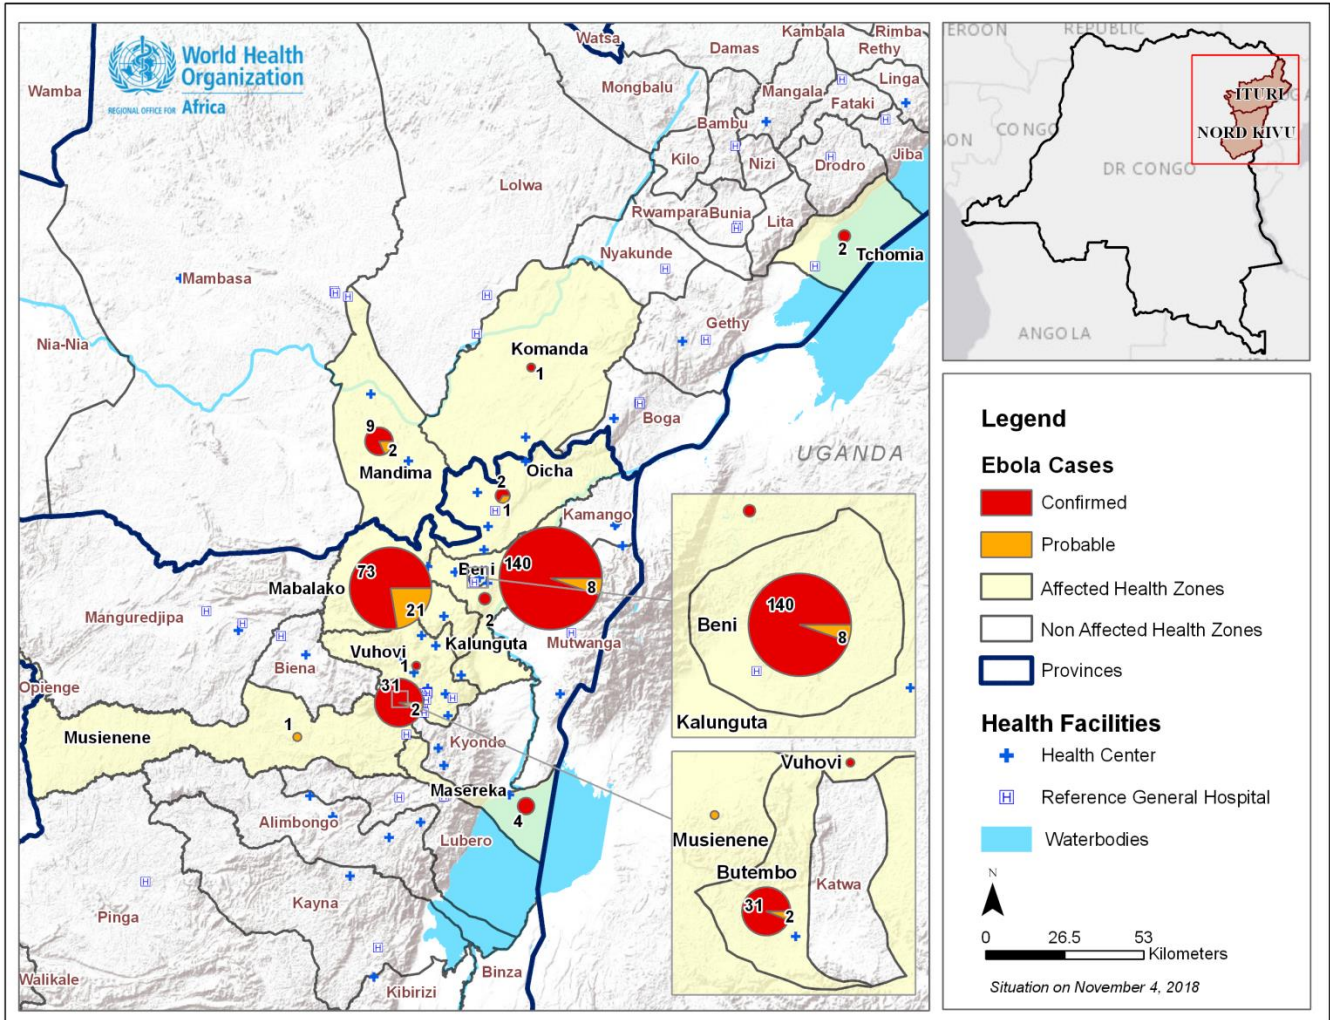 World Health
Organization
REGIONAL OFFICE FOR Africa
Watsa
Kambala
Rimba
Damas
Rethy
Wamba
Mongbalu
Mangala
Linga
Fataki
Bambu
Kilo
Nizi
Drodro
Jiba
Lolwa
Rwampara
Bunia
Lita
2
Tchomia
Nyakunde
Mambasa
Gethy
Nia-Nia
Komanda
1
Boga
9
2
Mandima
Oicha
2
1
UGANDA
Kamango
73
21
Mabalako
Beni
140
8
2
Manguredjipa
Kalunguta
Mutwanga
Vuhovi
1
Biena
Opienge
31
2
1
Musienene
Kyondo
Masereka
4
Alimbongo
Lubero
Kayna
Pinga
Walikale
Kibirizi
Binza
140
8
Beni
Kalunguta
Vuhovi
Musienene
Butembo
31
2
Katwa
EROON
REPUBLIC
ITURI
NORD KIVU
CONGO
DR CONGO
ANGOLA
Legend
Ebola Cases
Confirmed
Probable
Affected Health Zones
Non Affected Health Zones
Provinces
Health Facilities
Health Center
Reference General Hospital
Waterbodies
N
0 26.5 53
Kilometers
Situation on November 4, 2018